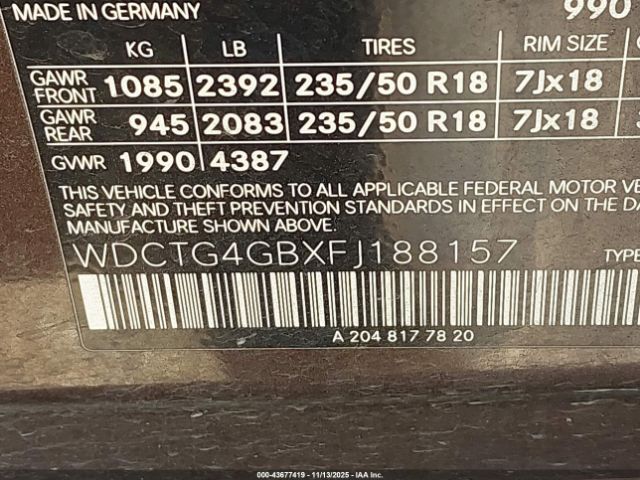 MADE IN GERMANY 990
KG LB TIRES RIM SIZE
GAWR FRONT 1085 2392 235/50 R18 7Jx18
GAWR REAR 945 2083 235/50 R18 7Jx18
GVWR 1990 4387
THIS VEHICLE CONFORMS TO ALL APPLICABLE FEDERAL MOTOR VE
SAFETY AND THEFT PREVENTION STANDARDS IN EFFECT ON THE D
MANUFACTURE SHOWN ABOVE.
WDCTG4GBXFJ188157 TYPE
A 204 817 78 20
000-43677419 - 11/13/2025 - IAA Inc.